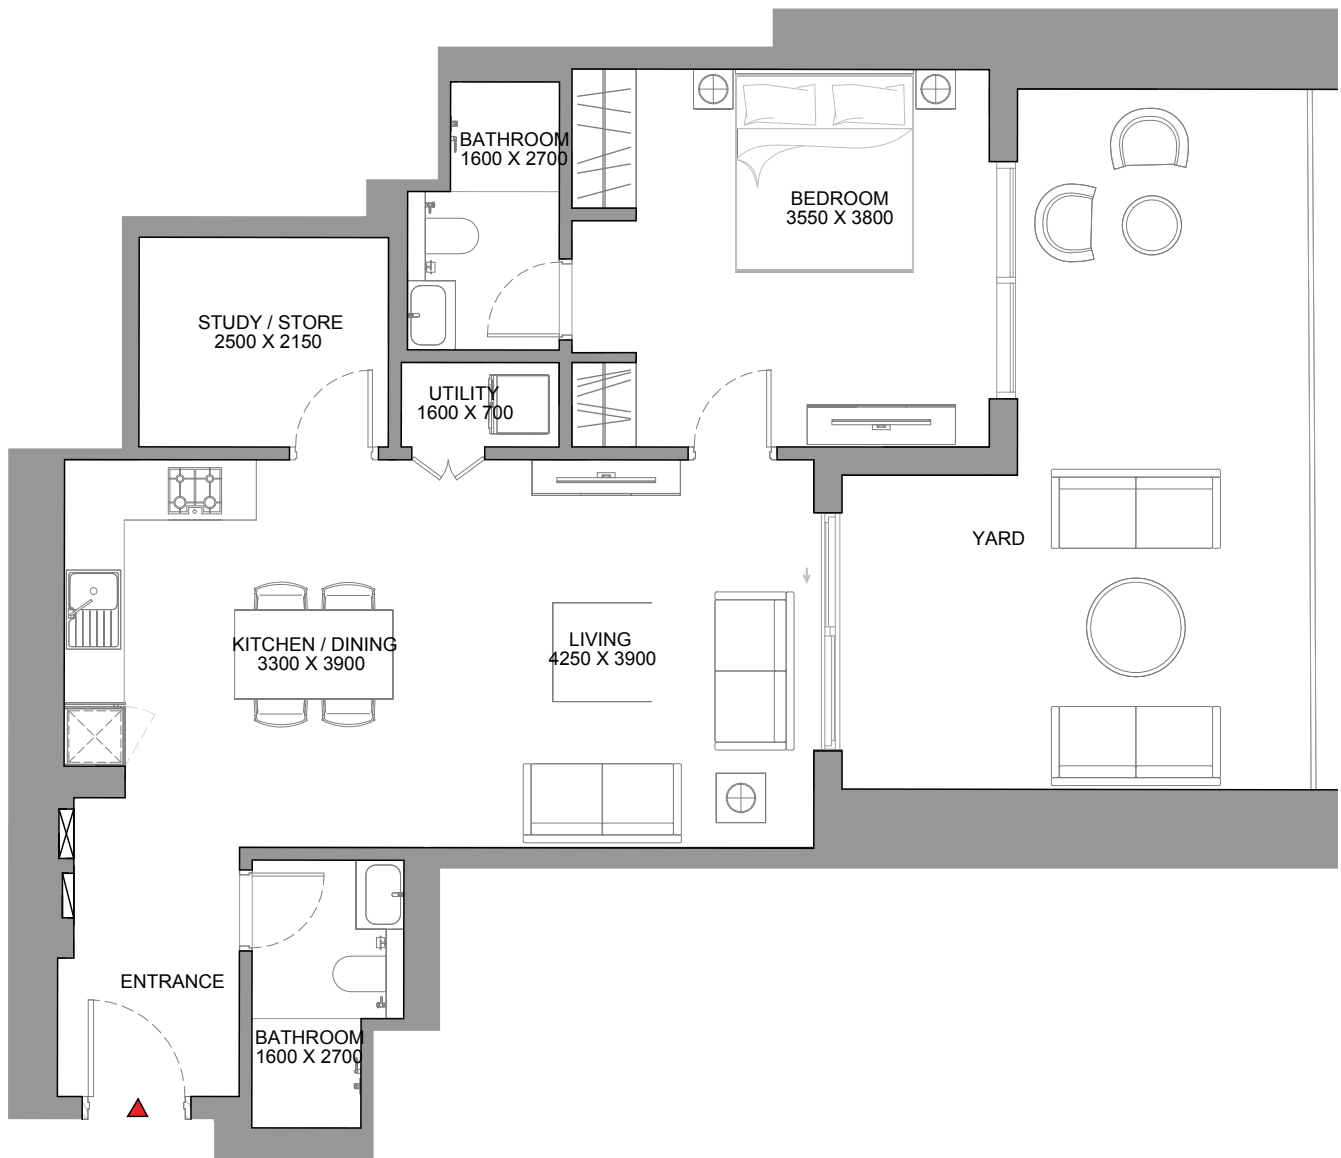 BATHROOM
1600 X 2700
BEDROOM
3550 X 3800
STUDY / STORE
2500 X 2150
UTILITY
1600 X 700
YARD
KITCHEN / DINING
3300 X 3900
LIVING
4250 X 3900
ENTRANCE
BATHROOM
1600 X 2700